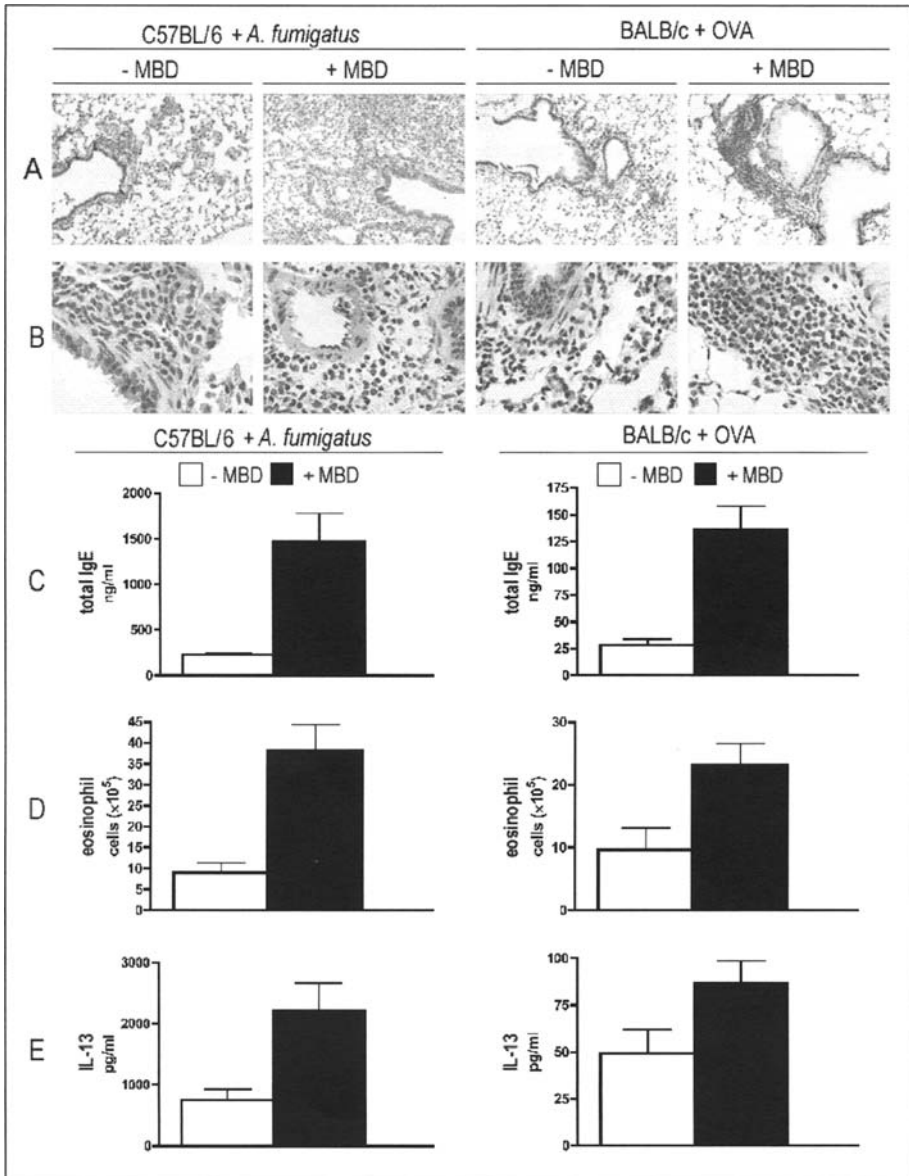 C57BL/6 + A. fumigatus BALB/c + OVA
- MBD + MBD - MBD + MBD
A
B
C57BL/6 + A. fumigatus BALB/c + OVA
- MBD + MBD - MBD + MBD
C
total IgE
ng/ml
2000
1500
1000
500
0
total IgE
ng/ml
175
150
125
100
75
50
25
0
D
eosinophil
cells (×10⁵)
45
40
35
30
25
20
15
10
5
0
eosinophil
cells (×10⁵)
30
20
10
0
E
IL-13
pg/ml
3000
2000
1000
0
IL-13
pg/ml
100
75
50
25
0